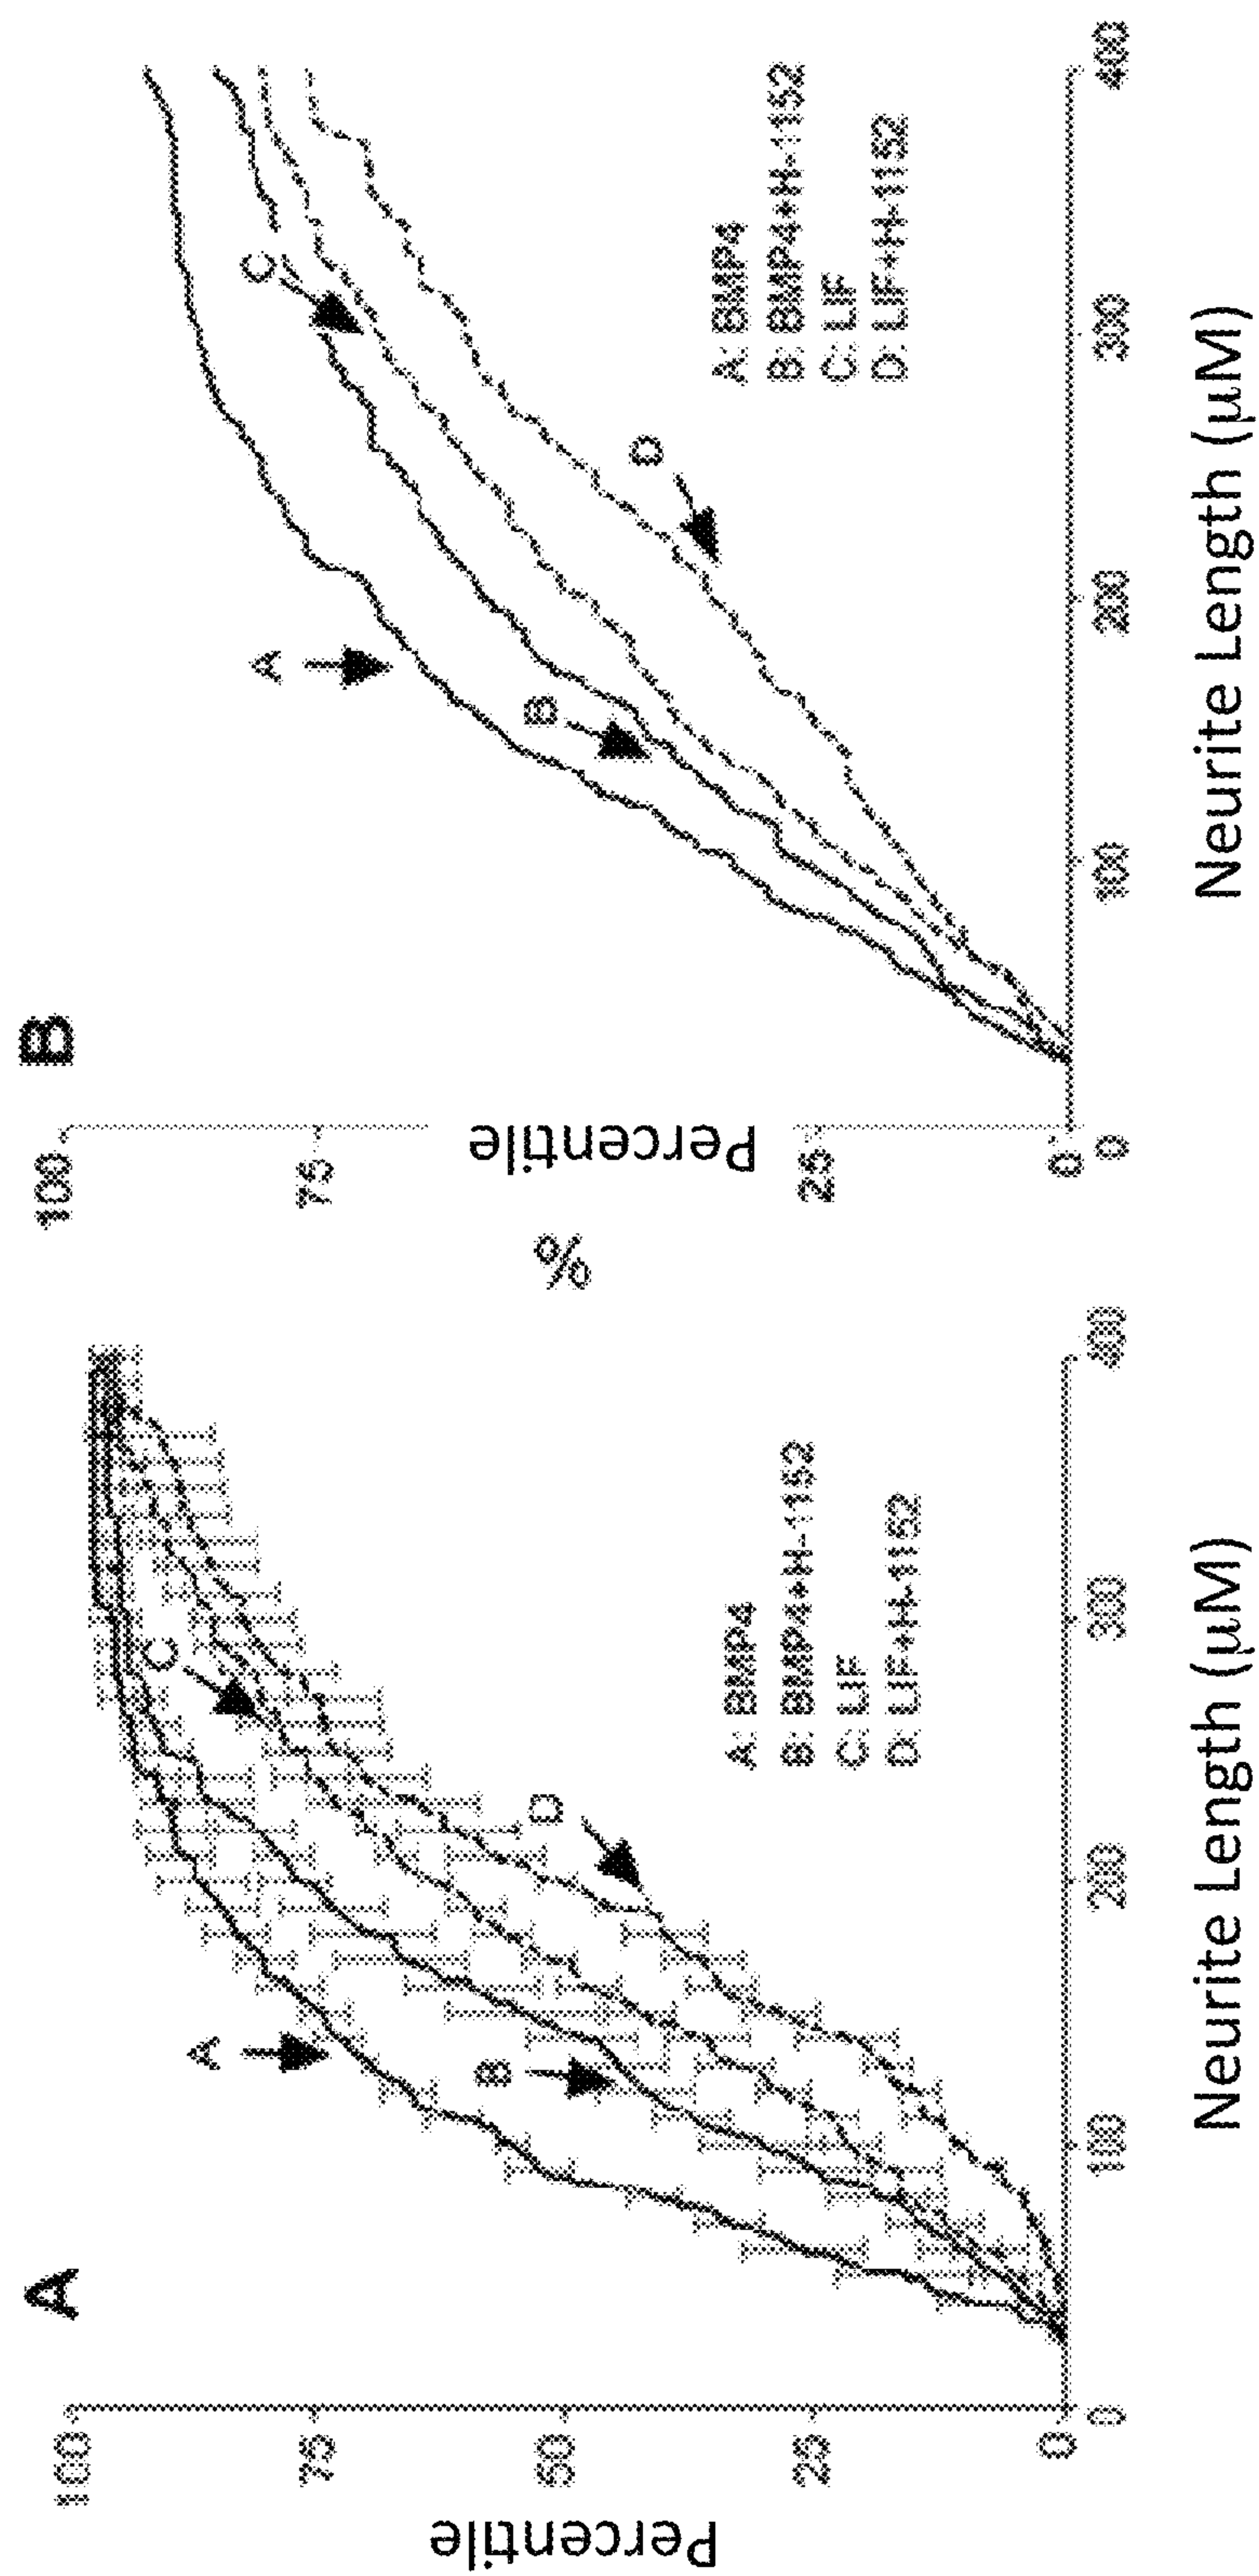 A
Percentile
100
75
50
25
0
0
100
200
300
400
A
B
C
D
A: BMP4
B: BMP4+H-1152
C: LIF
D: LIF+H-1152
Neurite Length (µM)
B
%
Percentile
100
75
25
0
0
100
200
300
400
A
B
C
D
A: BMP4
B: BMP4+H-1152
C: LIF
D: LIF+H-1152
Neurite Length (µM)